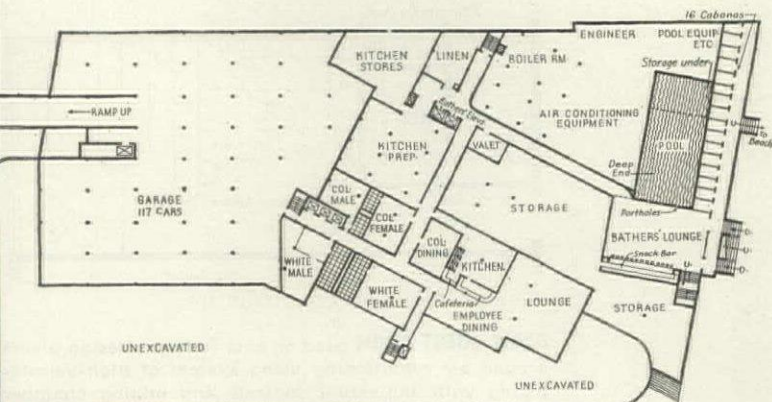 16 Cabanas
ENGINEER
POOL EQUIP
ETC
KITCHEN
STORES
LINEN
BOILER RM
Storage under
RAMP UP
Bathers' Elevs
AIR CONDITIONING
EQUIPMENT
U
To
Beach
POOL
KITCHEN
PREP.
VALET
Deep
End
GARAGE
117 CARS
COL.
MALE
COL
FEMALE
STORAGE
Portholes
BATHERS' LOUNGE
D-
D-
D-
COL
DINING
KITCHEN
Snack Bar
U-
WHITE
MALE
WHITE
FEMALE
Cafeteria
EMPLOYEE
DINING
LOUNGE
STORAGE
UNEXCAVATED
UNEXCAVATED